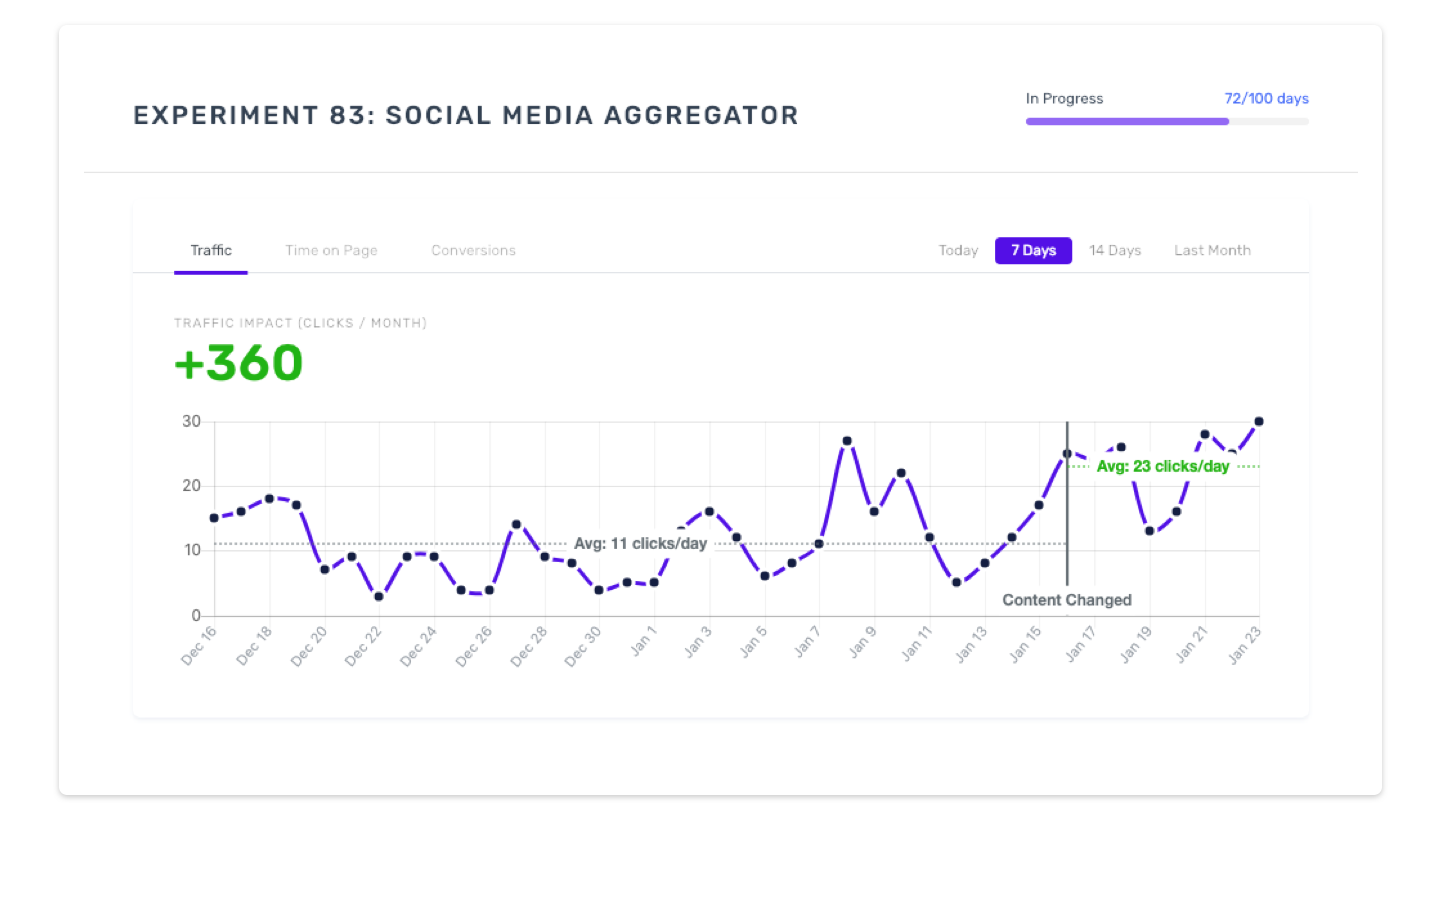 In Progress 72/100 days
EXPERIMENT 83: SOCIAL MEDIA AGGREGATOR
Traffic Time on Page Conversions Today 7 Days 14 Days Last Month
TRAFFIC IMPACT (CLICKS / MONTH)
+360
30
20
10
0
Avg: 23 clicks/day
Avg: 11 clicks/day
Content Changed
Dec 16 Dec 18 Dec 20 Dec 22 Dec 24 Dec 26 Dec 28 Dec 30 Jan 1 Jan 3 Jan 5 Jan 7 Jan 9 Jan 11 Jan 13 Jan 15 Jan 17 Jan 19 Jan 21 Jan 23